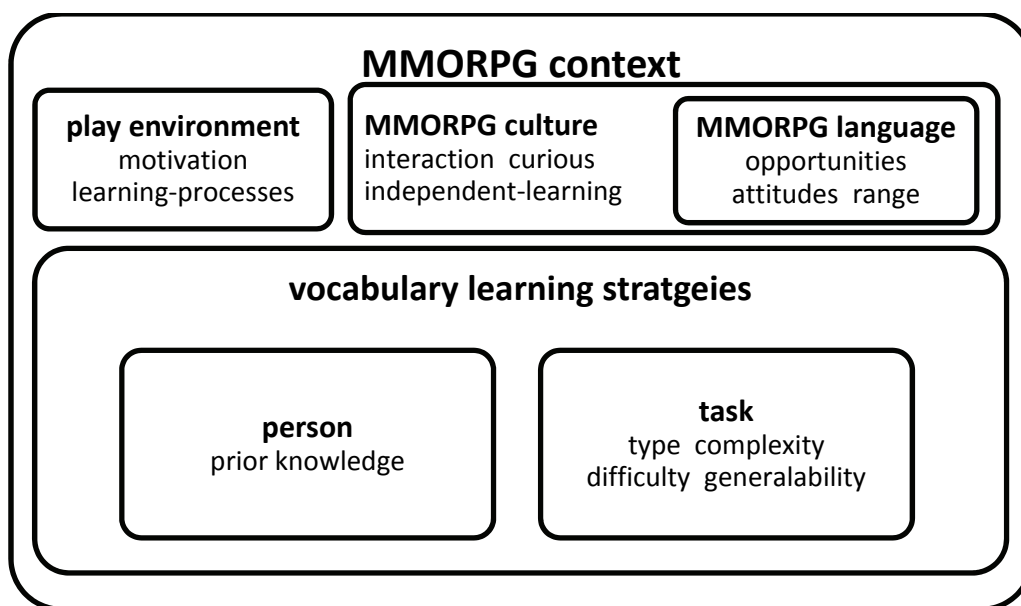 MMORPG context
play environment
motivation
learning-processes
MMORPG culture
interaction curious
independent-learning
MMORPG language
opportunities
attitudes range
vocabulary learning stratgeies
person
prior knowledge
task
type complexity
difficulty generalability